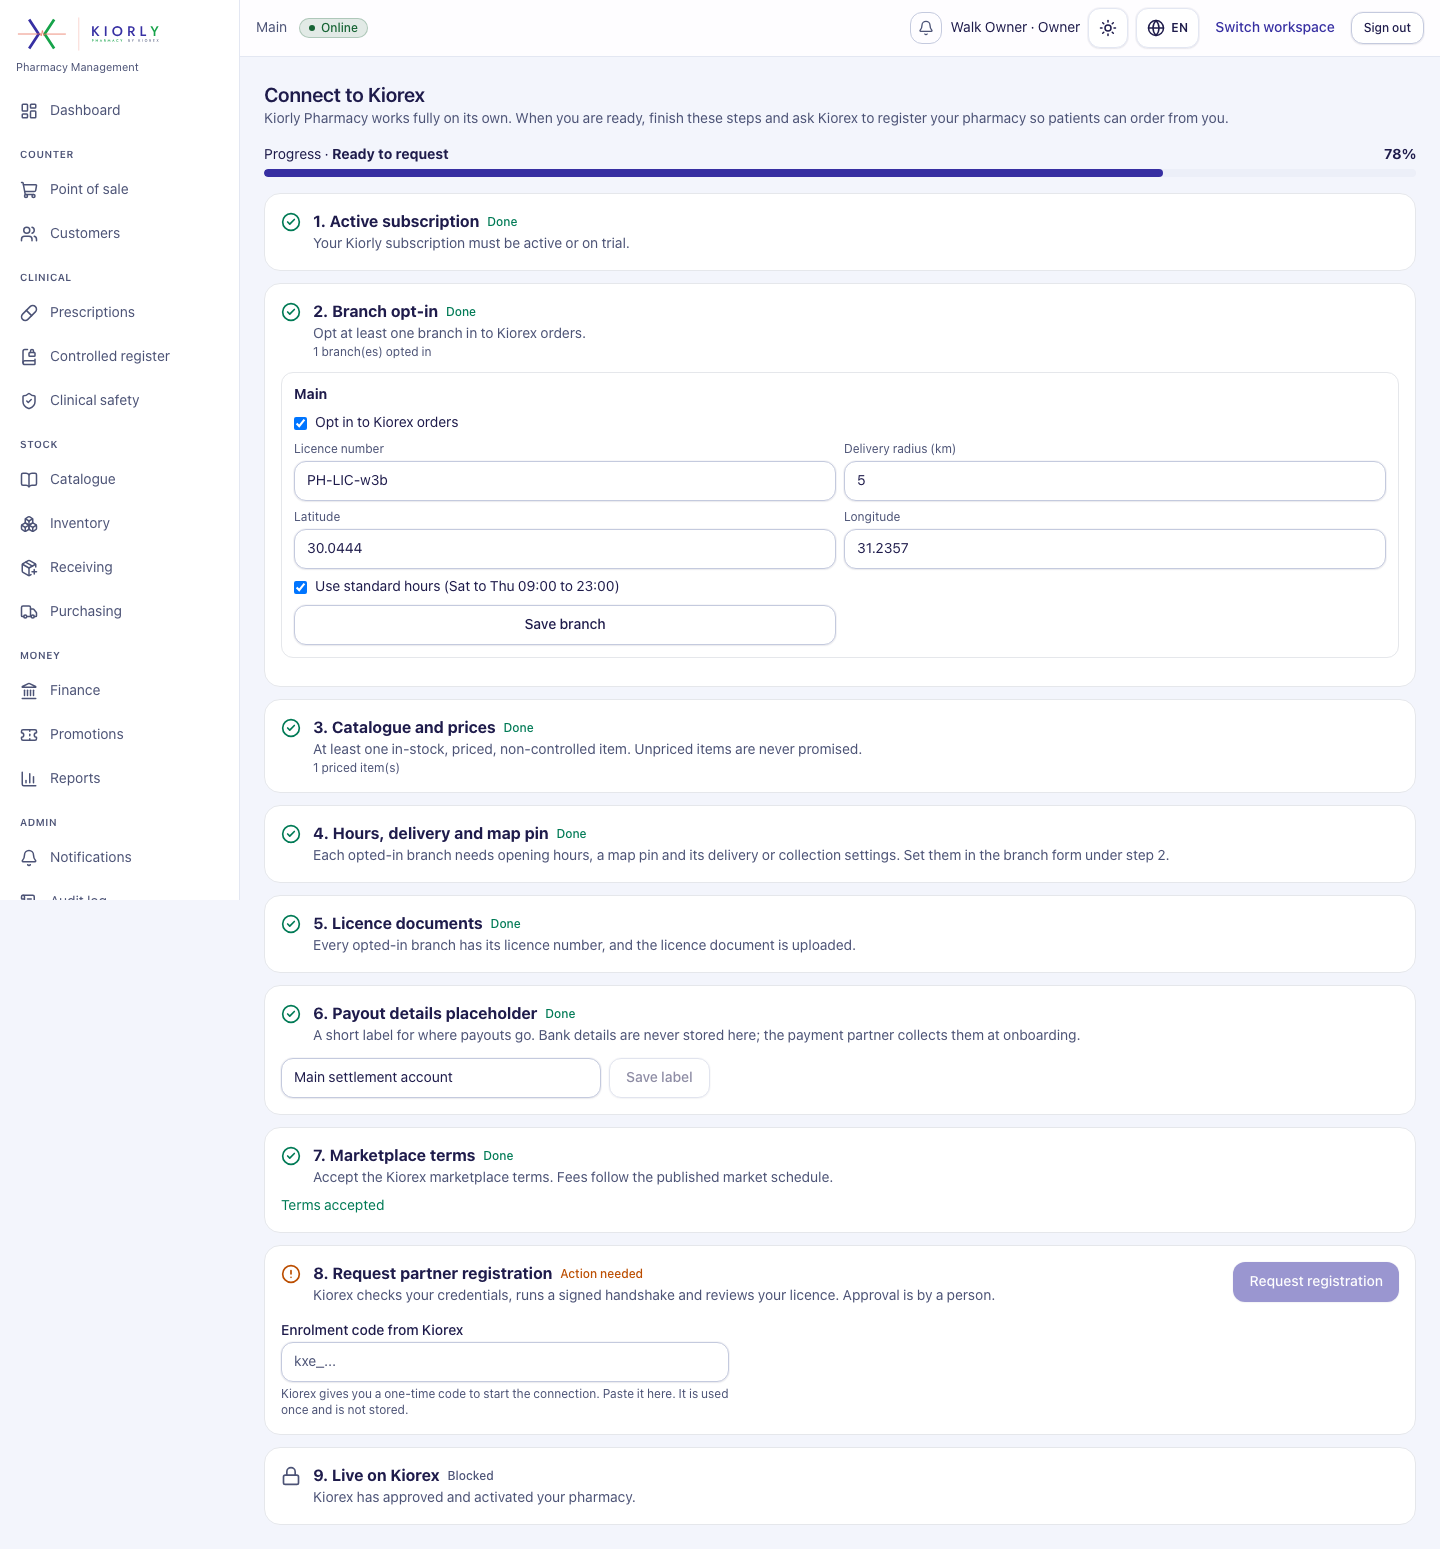 KIORLY
PHARMACY BY KIOREX
Pharmacy Management
Main
Online
Walk Owner · Owner
EN
Switch workspace
Sign out
Dashboard
COUNTER
Point of sale
Customers
CLINICAL
Prescriptions
Controlled register
Clinical safety
STOCK
Catalogue
Inventory
Receiving
Purchasing
MONEY
Finance
Promotions
Reports
ADMIN
Notifications
Audit log
Connect to Kiorex
Kiorly Pharmacy works fully on its own. When you are ready, finish these steps and ask Kiorex to register your pharmacy so patients can order from you.
Progress · Ready to request
78%
1. Active subscription Done
Your Kiorly subscription must be active or on trial.
2. Branch opt-in Done
Opt at least one branch in to Kiorex orders.
1 branch(es) opted in
Main
Opt in to Kiorex orders
Licence number
Delivery radius (km)
PH-LIC-w3b
5
Latitude
Longitude
30.0444
31.2357
Use standard hours (Sat to Thu 09:00 to 23:00)
Save branch
3. Catalogue and prices Done
At least one in-stock, priced, non-controlled item. Unpriced items are never promised.
1 priced item(s)
4. Hours, delivery and map pin Done
Each opted-in branch needs opening hours, a map pin and its delivery or collection settings. Set them in the branch form under step 2.
5. Licence documents Done
Every opted-in branch has its licence number, and the licence document is uploaded.
6. Payout details placeholder Done
A short label for where payouts go. Bank details are never stored here; the payment partner collects them at onboarding.
Main settlement account
Save label
7. Marketplace terms Done
Accept the Kiorex marketplace terms. Fees follow the published market schedule.
Terms accepted
8. Request partner registration Action needed
Kiorex checks your credentials, runs a signed handshake and reviews your licence. Approval is by a person.
Request registration
Enrolment code from Kiorex
kxe_...
Kiorex gives you a one-time code to start the connection. Paste it here. It is used
once and is not stored.
9. Live on Kiorex Blocked
Kiorex has approved and activated your pharmacy.